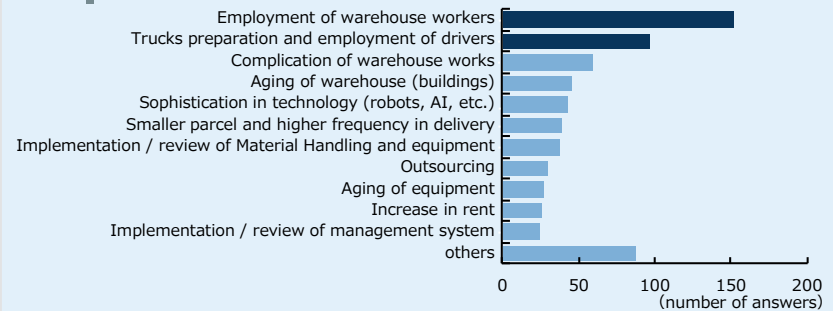 Employment of warehouse workers
Trucks preparation and employment of drivers
Complication of warehouse works
Aging of warehouse (buildings)
Sophistication in technology (robots, AI, etc.)
Smaller parcel and higher frequency in delivery
Implementation / review of Material Handling and equipment
Outsourcing
Aging of equipment
Increase in rent
Implementation / review of management system
others
0 50 100 150 200
(number of answers)